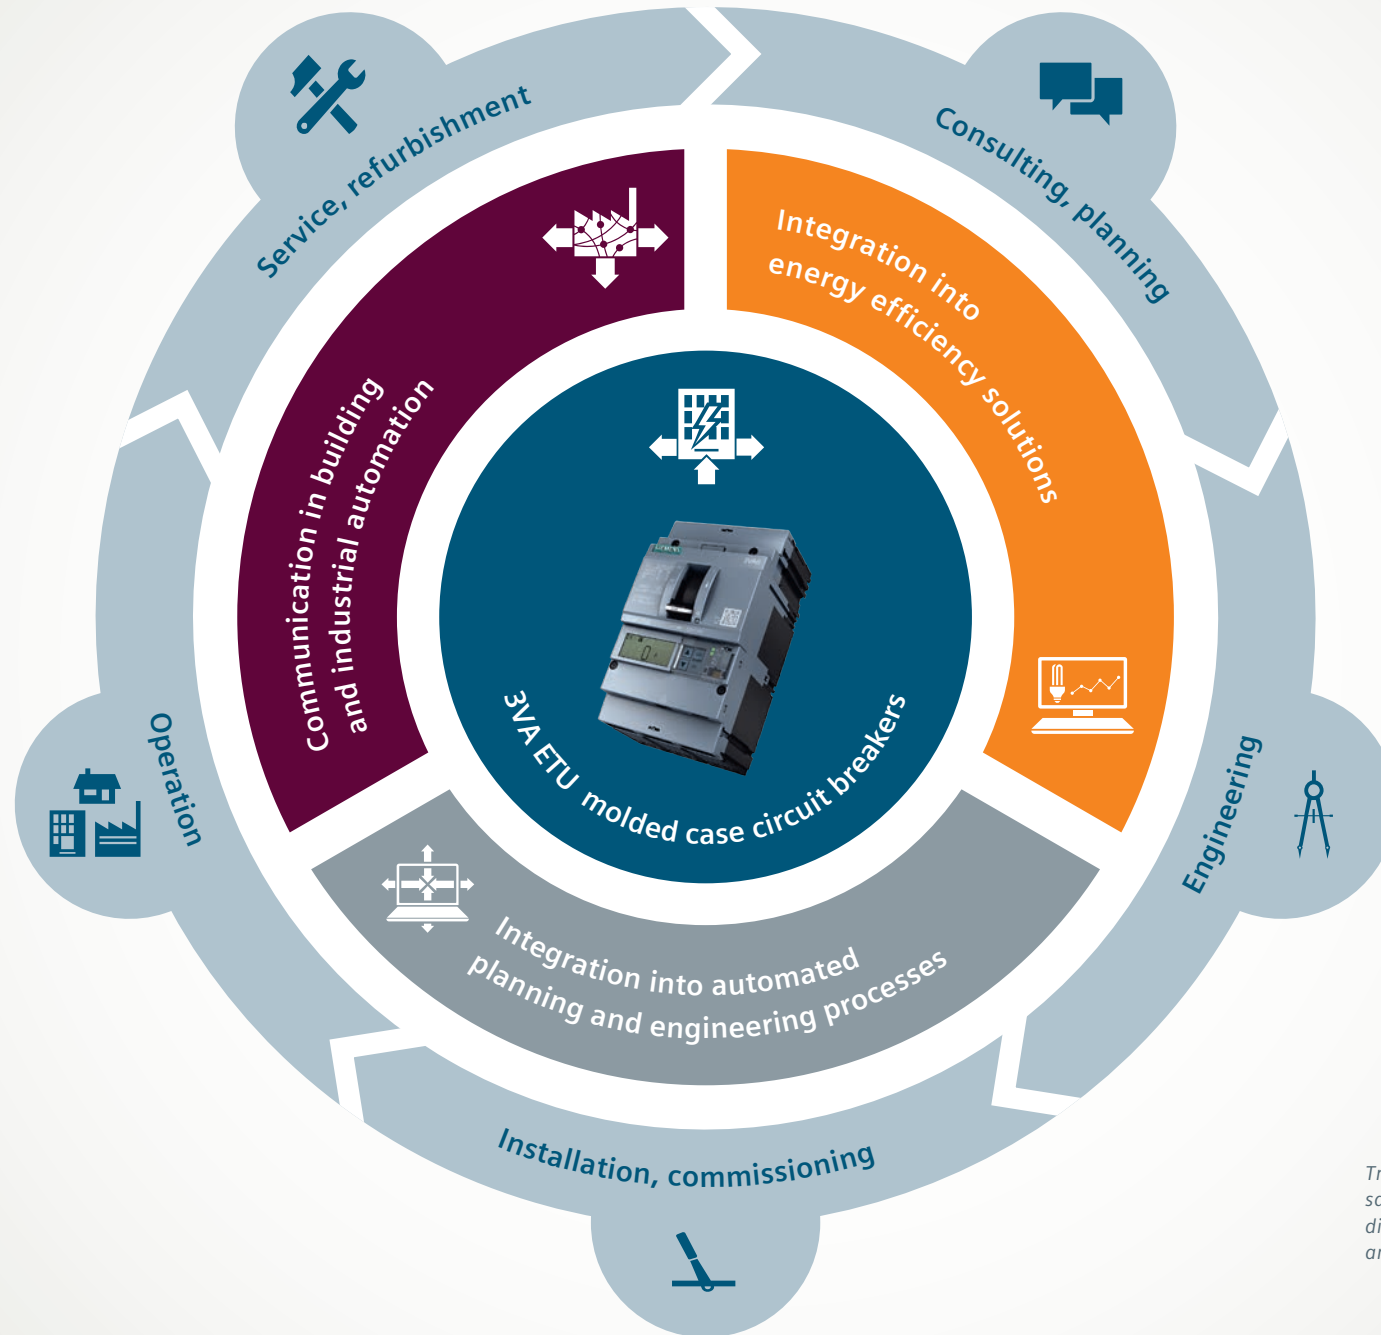 Service, refurbishment
Consulting, planning
Integration into
energy efficiency solutions
Communication in building
and industrial automation
SIEMENS
3VA ETU molded case circuit breakers
Operation
Engineering
Integration into automated
planning and engineering processes
Installation, commissioning